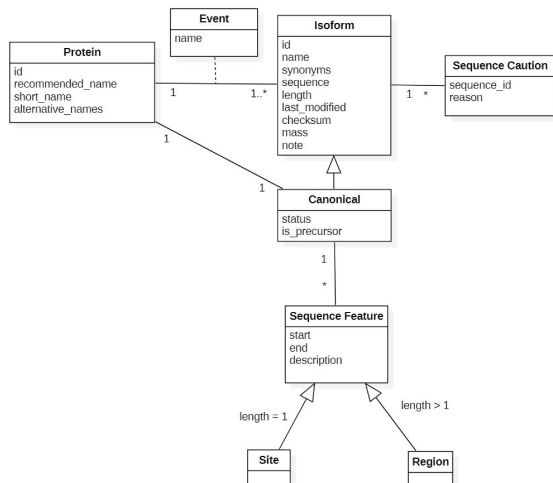 Event
name
Protein
id
recommended_name
short_name
alternative_names
1
1..*
Isoform
id
name
synonyms
sequence
length
last_modified
checksum
mass
note
1
*
Sequence Caution
sequence_id
reason
1
1
Canonical
status
is_precursor
1
*
Sequence Feature
start
end
description
length = 1
length > 1
Site
Region